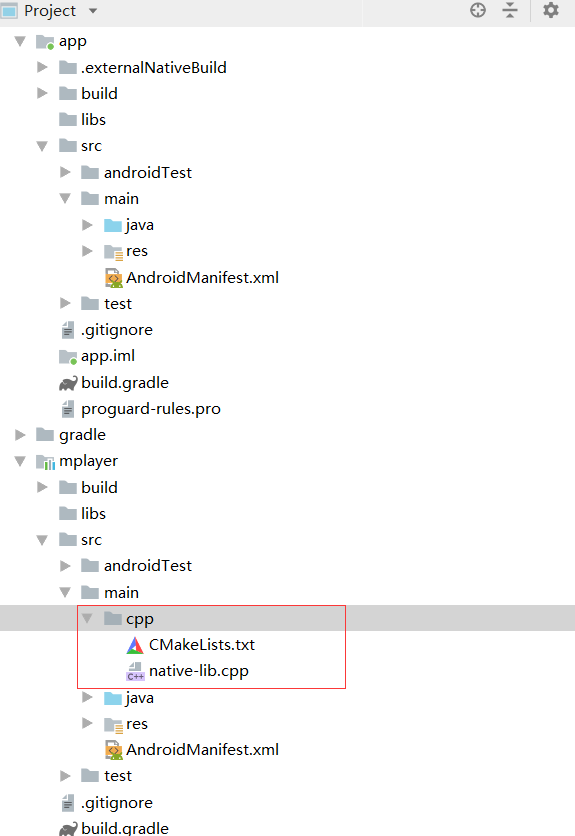 Project
app
.externalNativeBuild
build
libs
src
androidTest
main
java
res
AndroidManifest.xml
test
.gitignore
app.iml
build.gradle
proguard-rules.pro
gradle
mplayer
build
libs
src
androidTest
main
cpp
CMakeLists.txt
C++ native-lib.cpp
java
res
AndroidManifest.xml
test
.gitignore
build.gradle